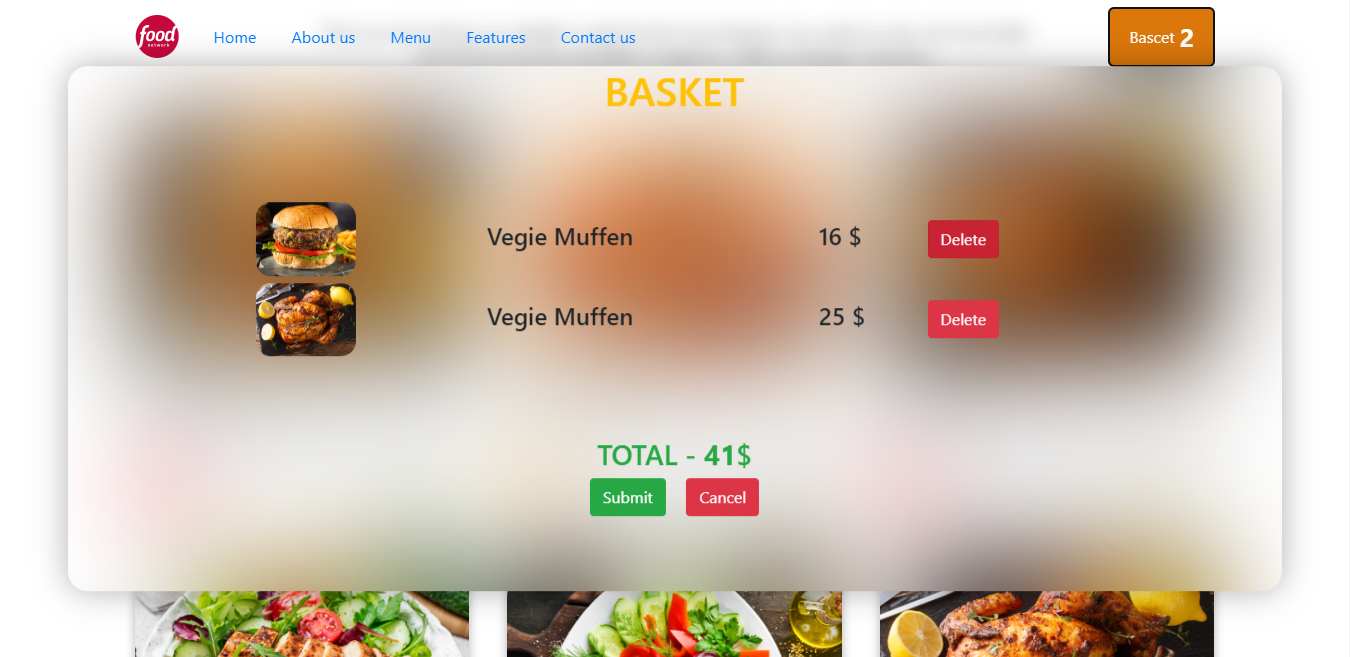 food
network
Home About us Menu Features Contact us
Bascet 2
BASKET
Vegie Muffen 16 $ Delete
Vegie Muffen 25 $ Delete
TOTAL - 41$
Submit Cancel